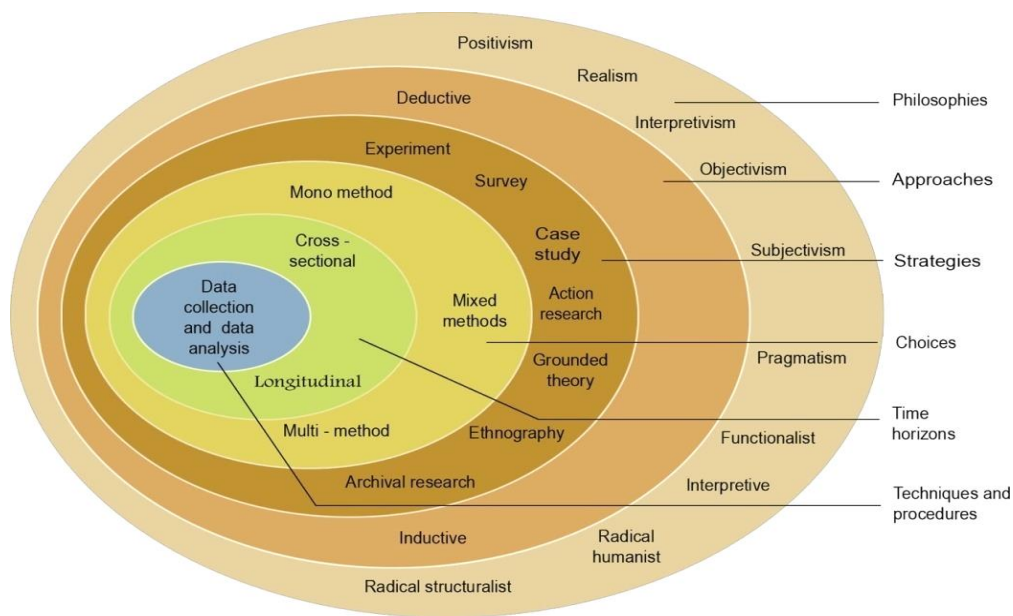 Positivism
Realism
Philosophies
Deductive
Interpretivism
Experiment
Objectivism
Approaches
Survey
Mono method
Case
study
Cross -
sectional
Subjectivism
Strategies
Data
collection
and data
analysis
Mixed
methods
Action
research
Choices
Grounded
theory
Pragmatism
Longitudinal
Time
horizons
Multi - method
Ethnography
Functionalist
Archival research
Interpretive
Techniques and
procedures
Inductive
Radical
humanist
Radical structuralist